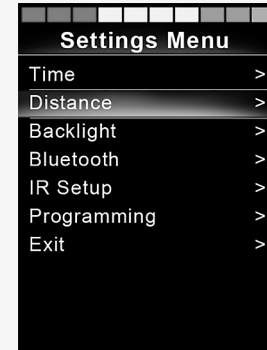 Settings Menu
Time >
Distance >
Backlight >
Bluetooth >
IR Setup >
Programming >
Exit >